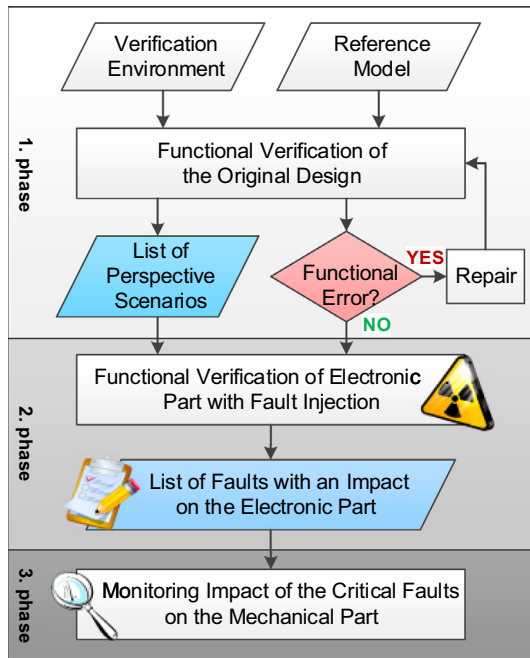 Verification
Environment
Reference
Model
1. phase
Functional Verification of
the Original Design
List of
Perspective
Scenarios
Functional
Error?
YES
Repair
NO
2. phase
Functional Verification of Electronic
Part with Fault Injection
List of Faults with an Impact
on the Electronic Part
3. phase
Monitoring Impact of the Critical Faults
on the Mechanical Part